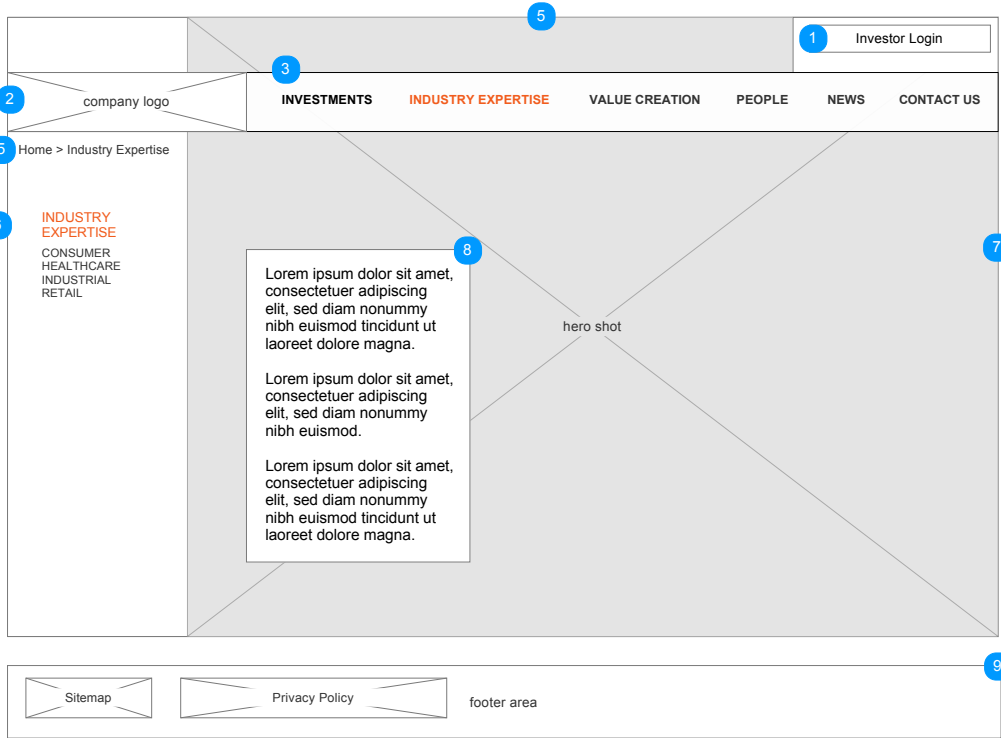 5
1 Investor Login
3
2 company logo
INVESTMENTS INDUSTRY EXPERTISE VALUE CREATION PEOPLE NEWS CONTACT US
5 Home > Industry Expertise
INDUSTRY
EXPERTISE
CONSUMER
HEALTHCARE
INDUSTRIAL
RETAIL
7
8
Lorem ipsum dolor sit amet,
consectetuer adipiscing
elit, sed diam nonummy
nibh euismod tincidunt ut
laoreet dolore magna.
Lorem ipsum dolor sit amet,
consectetuer adipiscing
elit, sed diam nonummy
nibh euismod.
Lorem ipsum dolor sit amet,
consectetuer adipiscing
elit, sed diam nonummy
nibh euismod tincidunt ut
laoreet dolore magna.
hero shot
9
Sitemap
Privacy Policy
footer area